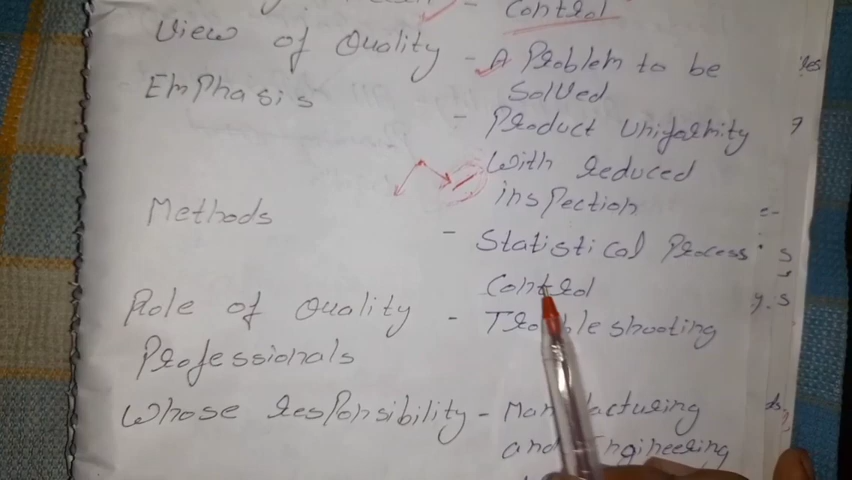 Control
View of Quality - A Problem to be
Solved
Emphasis - Product Uniformity
With reduced
inspection
Methods - Statistical Process
Control
Role of Quality - Troubleshooting
Professionals
Whose responsibility - Manufacturing
and Engineering